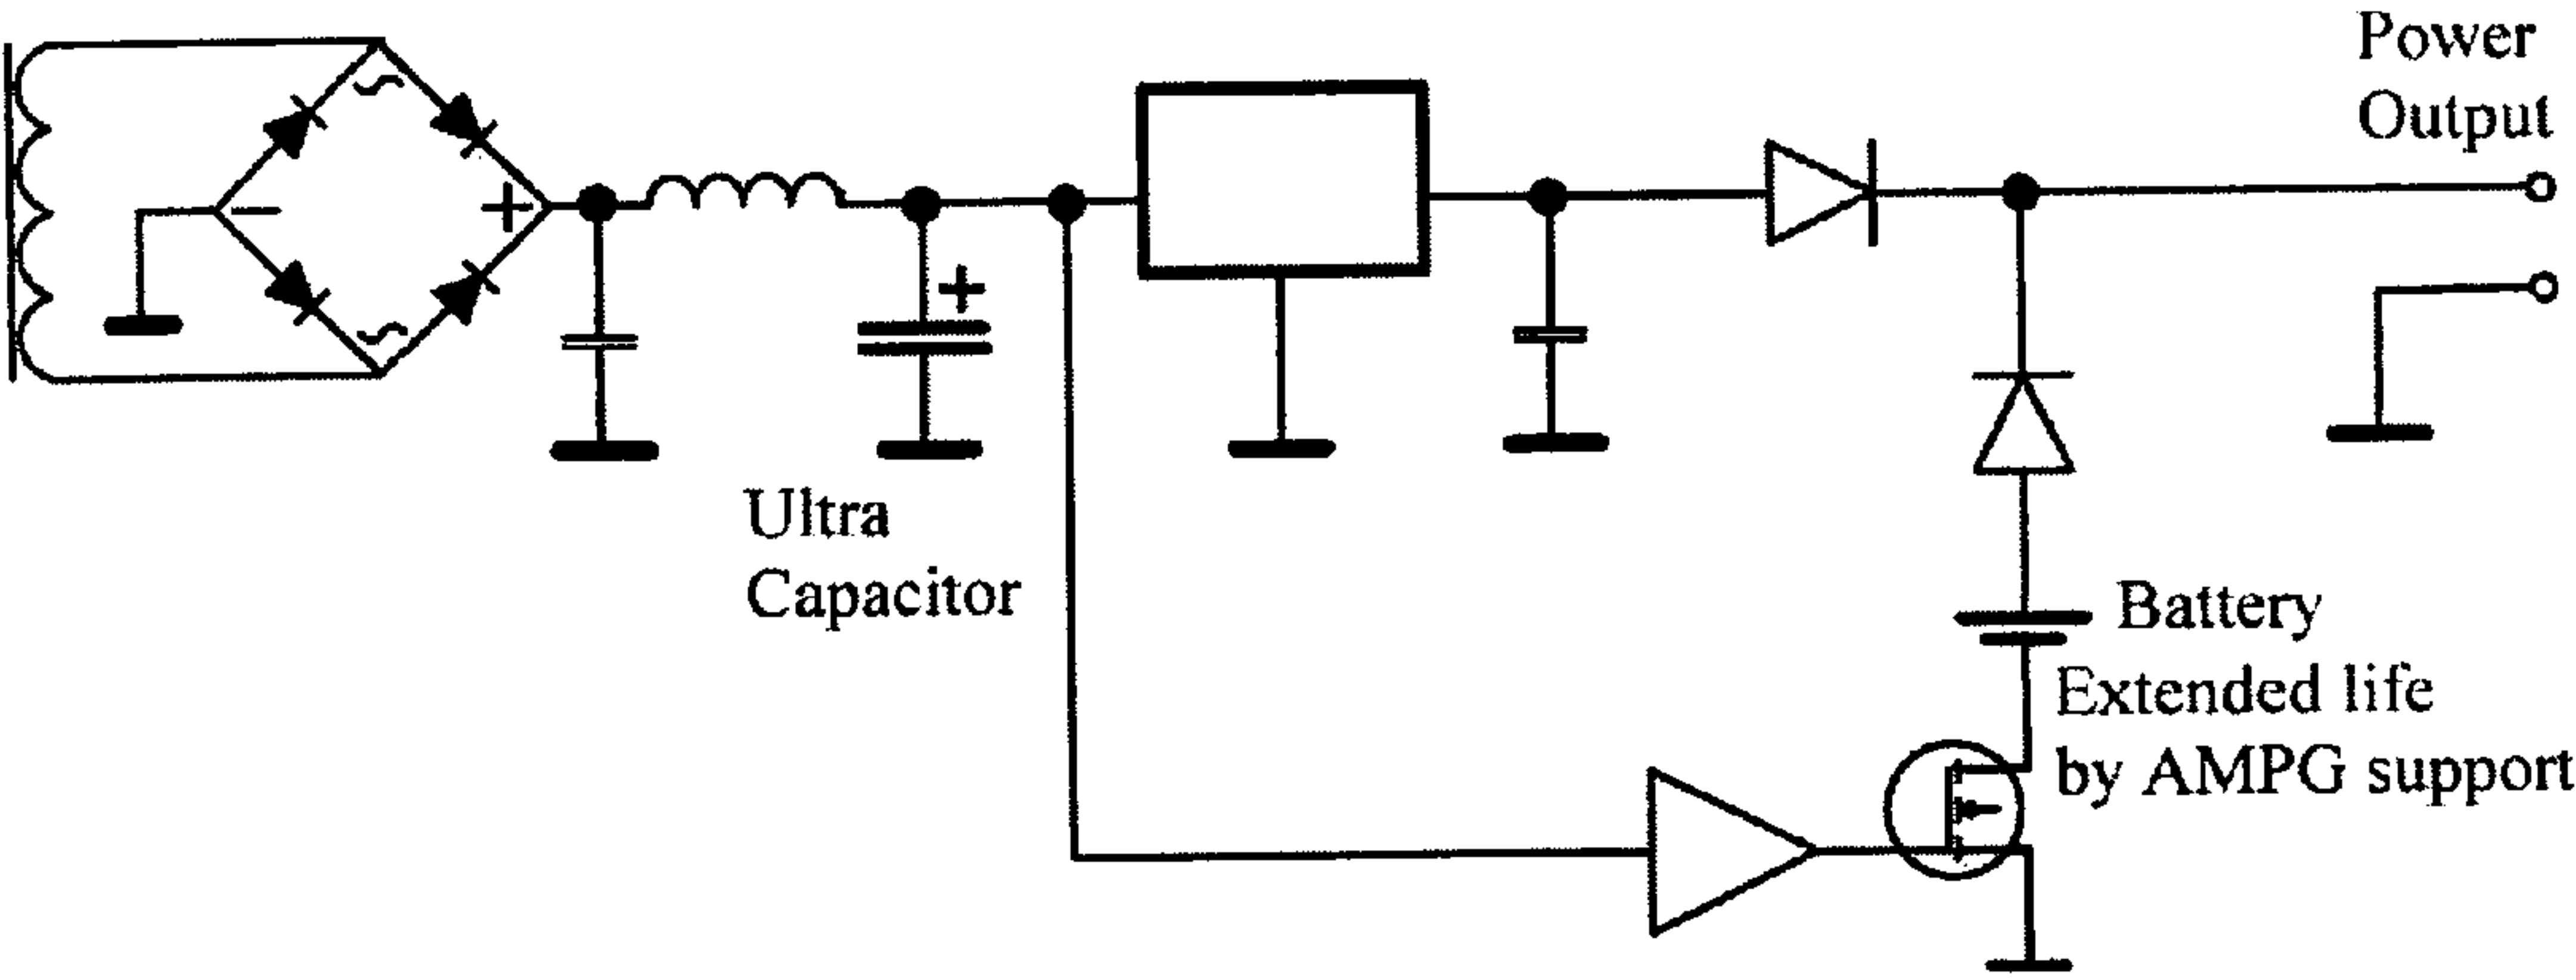 Power
Output
Ultra
Capacitor
Battery
Extended life
by AMPG support